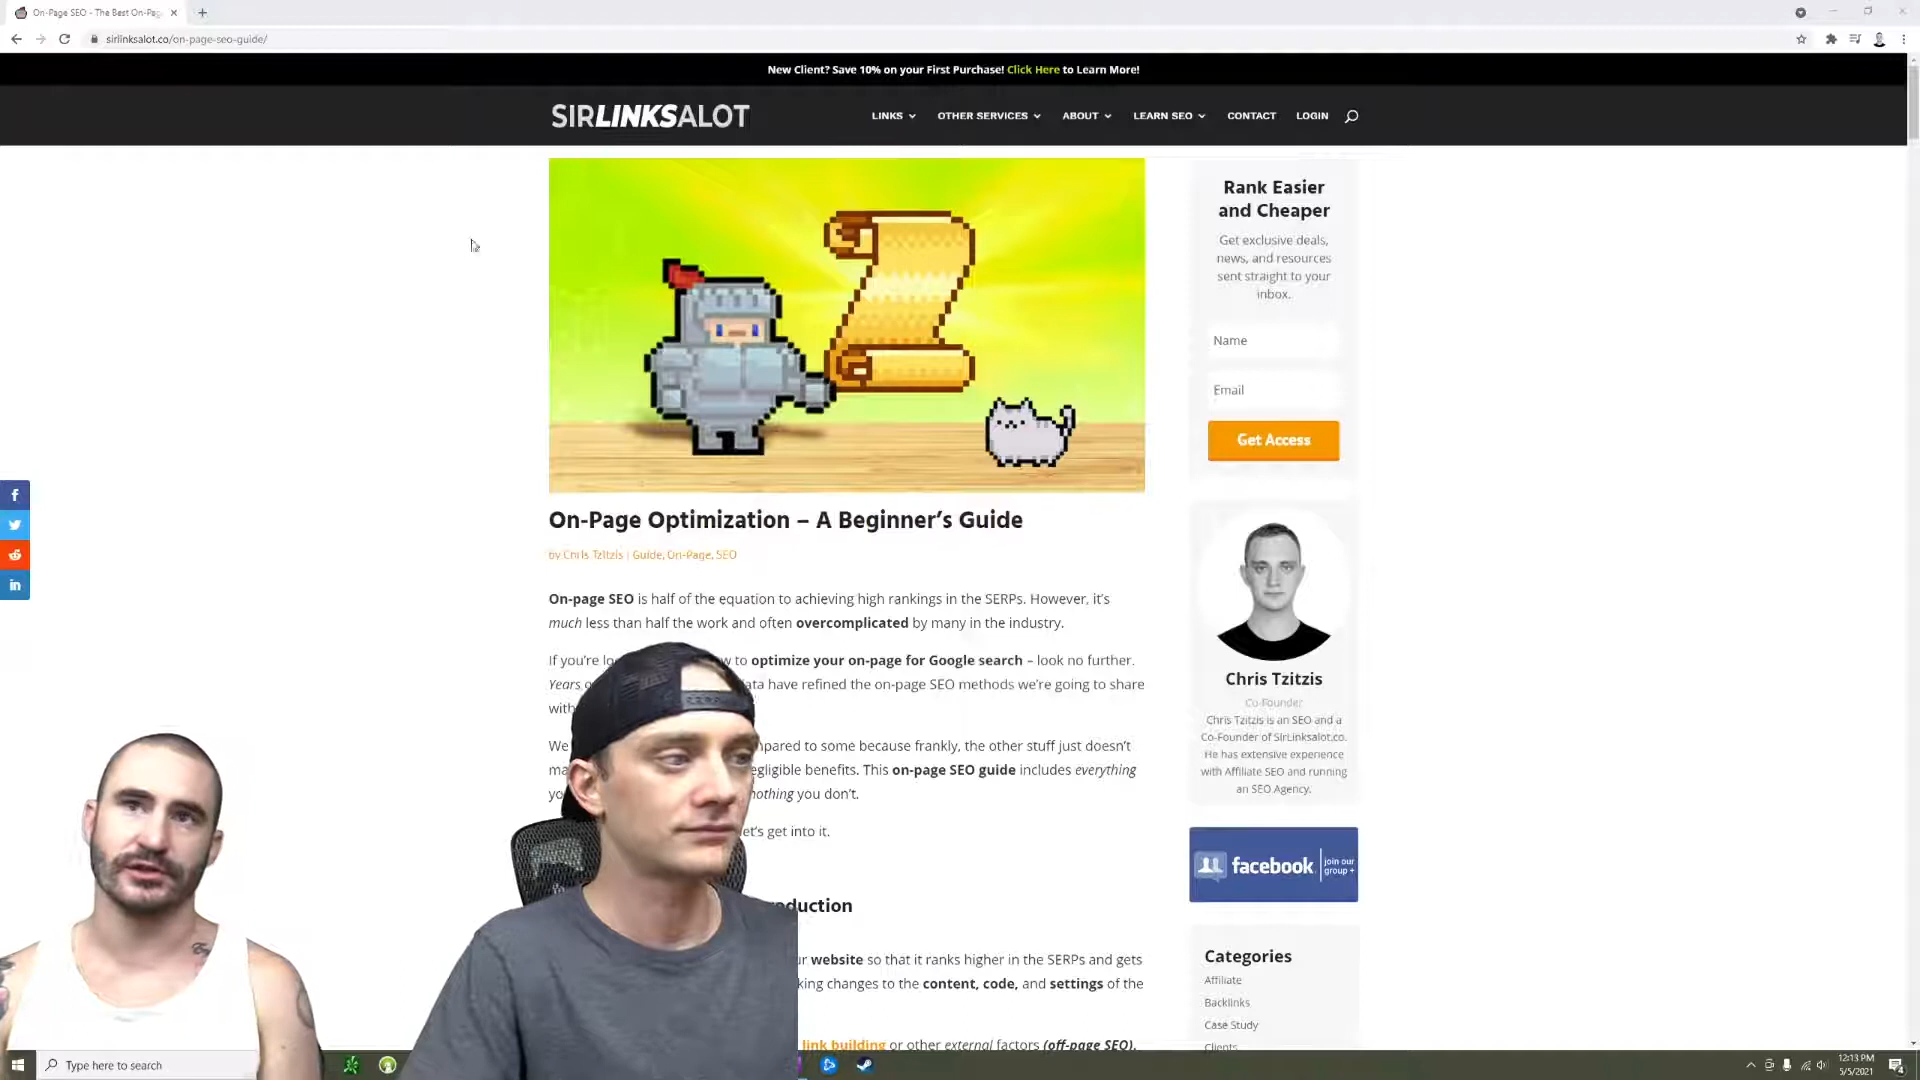 On-Page SEO - The Best On-Pag
sirlinksalot.co/on-page-seo-guide/
New Client? Save 10% on your First Purchase! Click Here to Learn More!
SIRLINKSALOT
LINKS
OTHER SERVICES
ABOUT
LEARN SEO
CONTACT
LOGIN
Rank Easier
and Cheaper
Get exclusive deals,
news, and resources
sent straight to your
inbox.
Name
Email
Get Access
On-Page Optimization – A Beginner's Guide
by Chris Tzitzis | Guide, On-Page, SEO
On-page SEO is half of the equation to achieving high rankings in the SERPs. However, it's
much less than half the work and often overcomplicated by many in the industry.
If you're to optimize your on-page for Google search – look no further.
Years have refined the on-page SEO methods we're going to share
with
We to some because frankly, the other stuff just doesn't
benefits. This on-page SEO guide includes everything
you don't.
get into it.
website so that it ranks higher in the SERPs and gets
changes to the content, code, and settings of the
link building or other external factors (off-page SEO).
Chris Tzitzis
Co-Founder
Chris Tzitzis is an SEO and a
Co-Founder of SirLinksalot.co.
He has extensive experience
with Affiliate SEO and running
an SEO Agency.
facebook join our
group +
Categories
Affiliate
Backlinks
Case Study
Clients
Type here to search
12:13 PM
5/5/2021